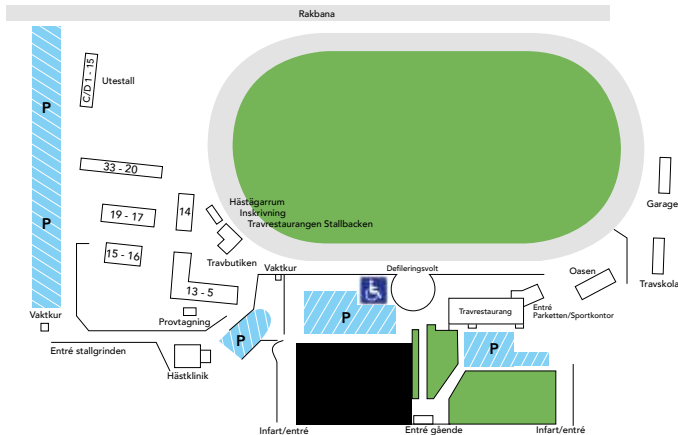 Rakbana
C/D 1 - 15
Utestall
P
33 - 20
P
19 - 17
14
15 - 16
13 - 5
Hästägarrum
Inskrivning
Travrestaurangen Stallbacken
Travbutiken
Garage
Travskola
Oasen
Vaktkur
Defileringsvolt
Travrestaurang
Entré
Parketten/Sportkontor
Vaktkur
Provtagning
P
P
P
Entré stallgrinden
Hästklinik
Infart/entré
Entré gående
Infart/entré